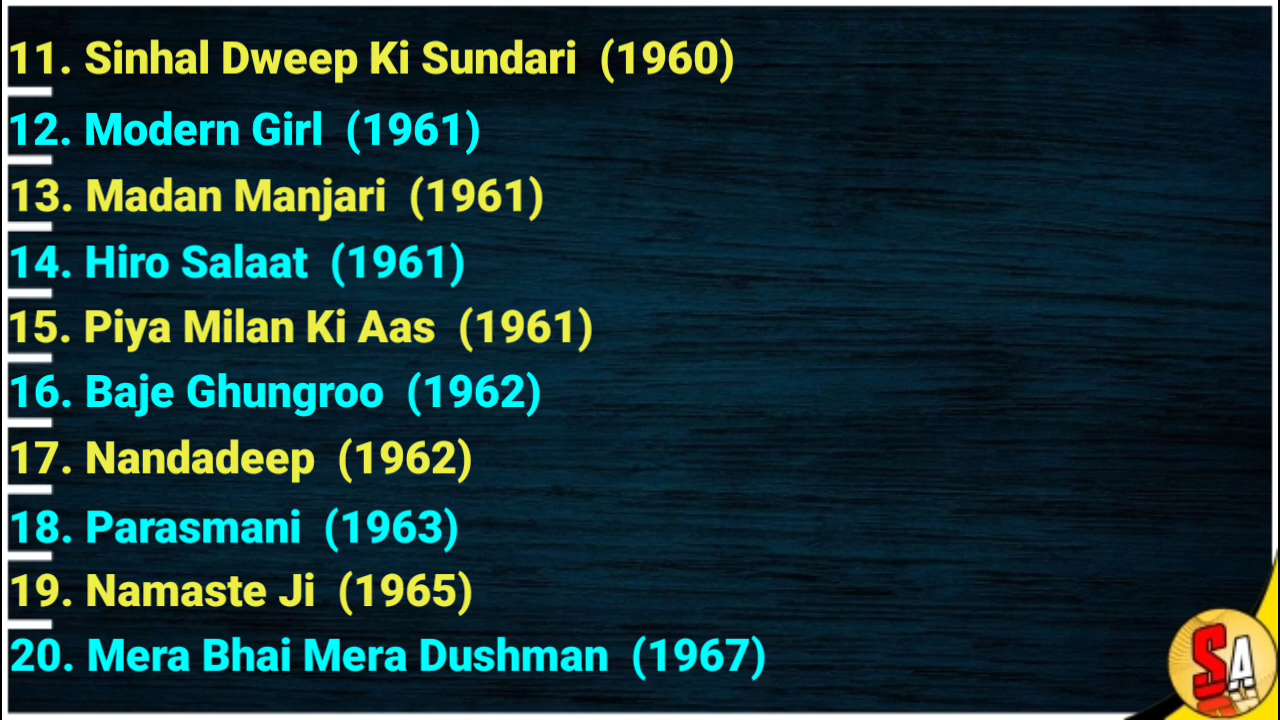 11. Sinhal Dweep Ki Sundari (1960)
12. Modern Girl (1961)
13. Madan Manjari (1961)
14. Hiro Salaat (1961)
15. Piya Milan Ki Aas (1961)
16. Baje Ghungroo (1962)
17. Nandadeep (1962)
18. Parasmani (1963)
19. Namaste Ji (1965)
20. Mera Bhai Mera Dushman (1967)
SA